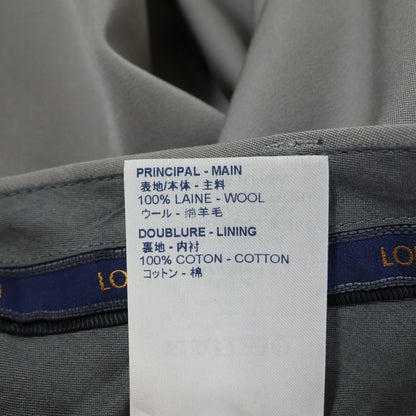 PRINCIPAL - MAIN
表地/本体 - 主料
100% LAINE - WOOL
ウール - 绵羊毛
DOUBLURE - LINING
裏地 - 内衬
100% COTON - COTTON
コットン - 棉
LO
LO